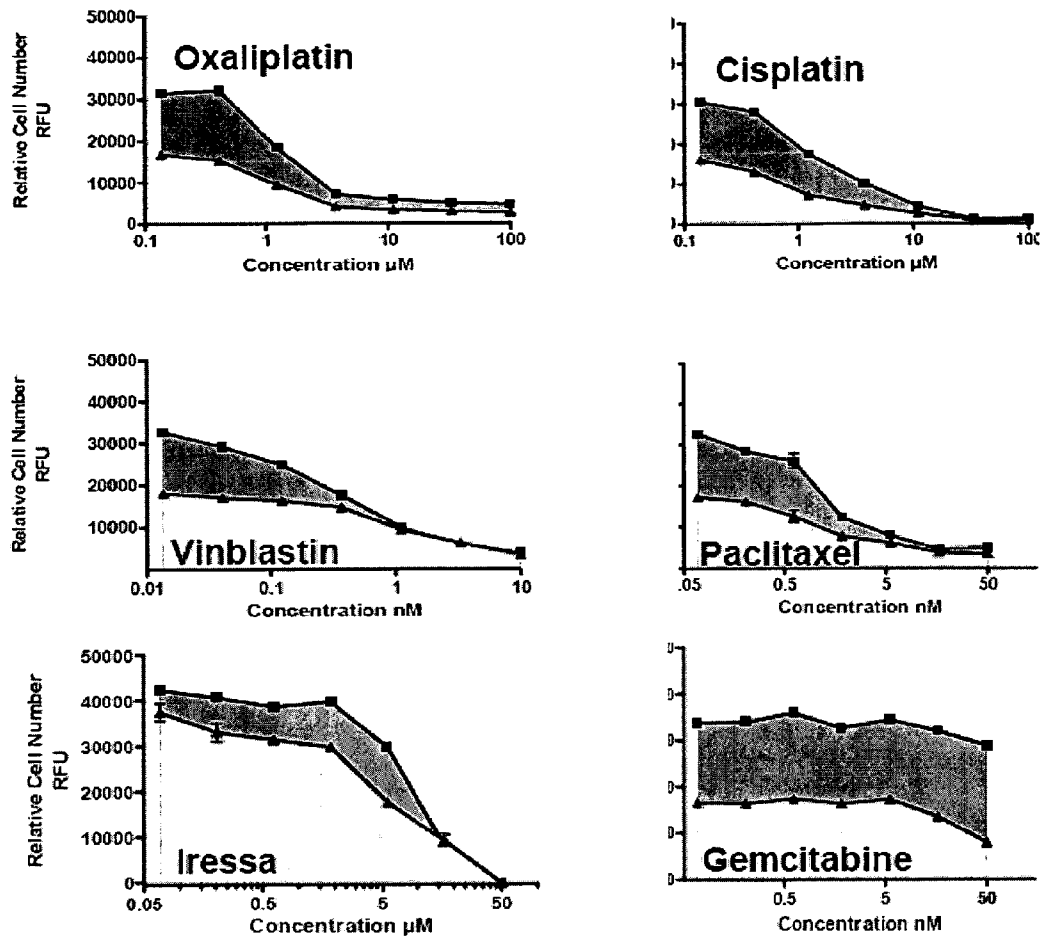 50000
40000
30000
20000
10000
0
Relative Cell Number
RFU
Oxaliplatin
0.1 1 10 100
Concentration µM
Cisplatin
0.1 1 10
Concentration µM
50000
40000
30000
20000
10000
Relative Cell Number
RFU
Vinblastin
0.01 0.1 1 10
Concentration nM
Paclitaxel
.05 0.5 5 50
Concentration nM
50000
40000
30000
20000
10000
0
Relative Cell Number
RFU
Iressa
0.05 0.5 5 50
Concentration µM
Gemcitabine
0.5 5 50
Concentration nM